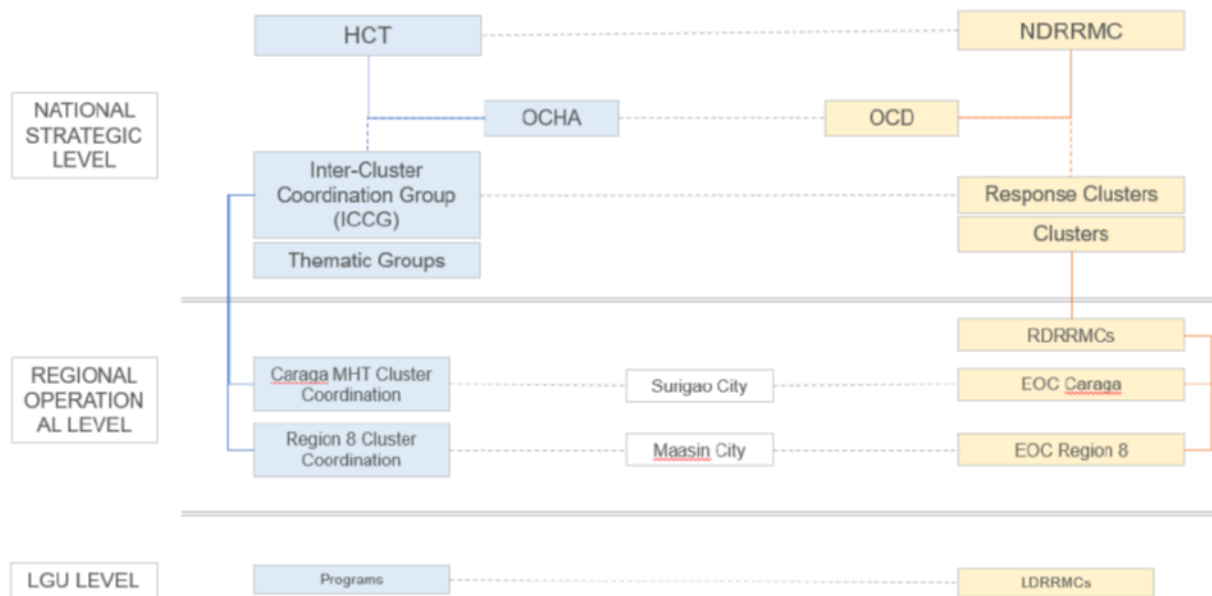 HCT
NDRRMC
NATIONAL
STRATEGIC
LEVEL
OCHA
OCD
Inter-Cluster
Coordination Group
(ICCG)
Response Clusters
Clusters
Thematic Groups
RDRRMCs
REGIONAL
OPERATION
AL LEVEL
Caraga MHT Cluster
Coordination
Surigao City
EOC Caraga
Region 8 Cluster
Coordination
Maasin City
EOC Region 8
LGU LEVEL
Programs
LDRRMCs